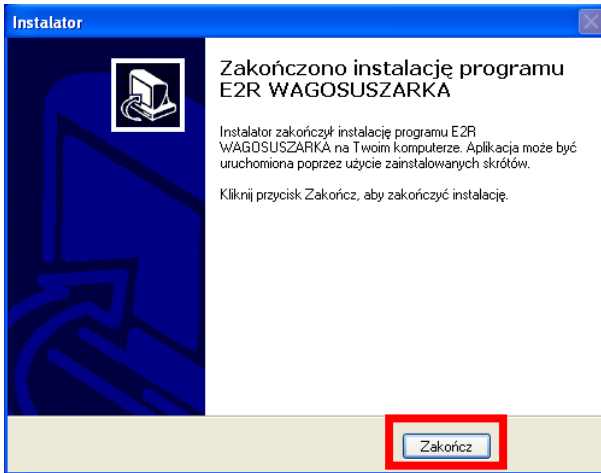 Instalator
Zakończono instalację programu
E2R WAGOSUSZARKA
Instalator zakończył instalację programu E2R
WAGOSUSZARKA na Twoim komputerze. Aplikacja może być
uruchomiona poprzez użycie zainstalowanych skrótów.
Kliknij przycisk Zakończ, aby zakończyć instalację.
Zakończ